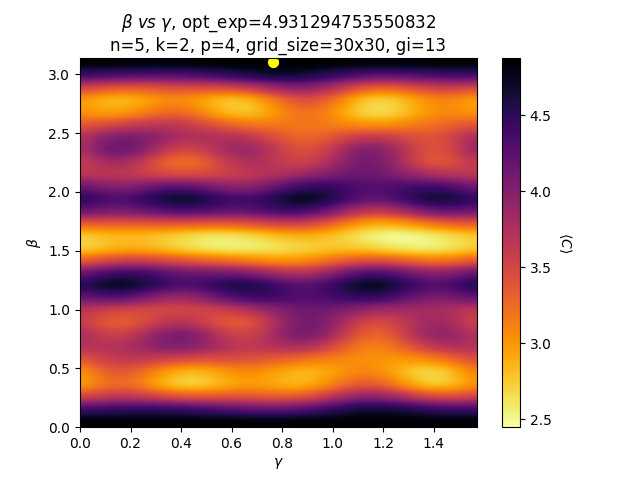 β vs γ, opt_exp=4.931294753550832
n=5, k=2, p=4, grid_size=30x30, gi=13
3.0
2.5
2.0
1.5
1.0
0.5
0.0
β
0.0 0.2 0.4 0.6 0.8 1.0 1.2 1.4
γ
4.5
4.0
3.5
3.0
2.5
⟨C⟩